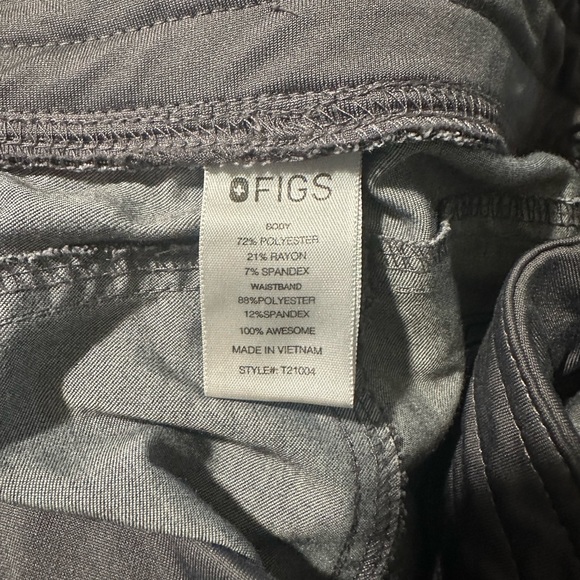 FIGS
BODY
72% POLYESTER
21% RAYON
7% SPANDEX
WAISTBAND
88%POLYESTER
12%SPANDEX
100% AWESOME
MADE IN VIETNAM
STYLE#: T21004